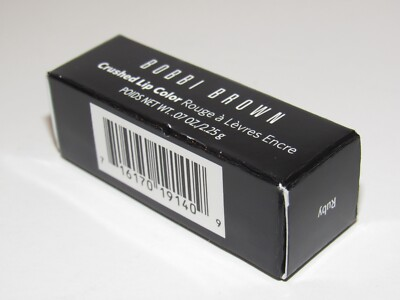 BOBBI BROWN
Crushed Lip Color Rouge à Lèvres Encre
POIDS NET WT. .07 OZ./2.25 g
7 16170 19140 9
Ruby